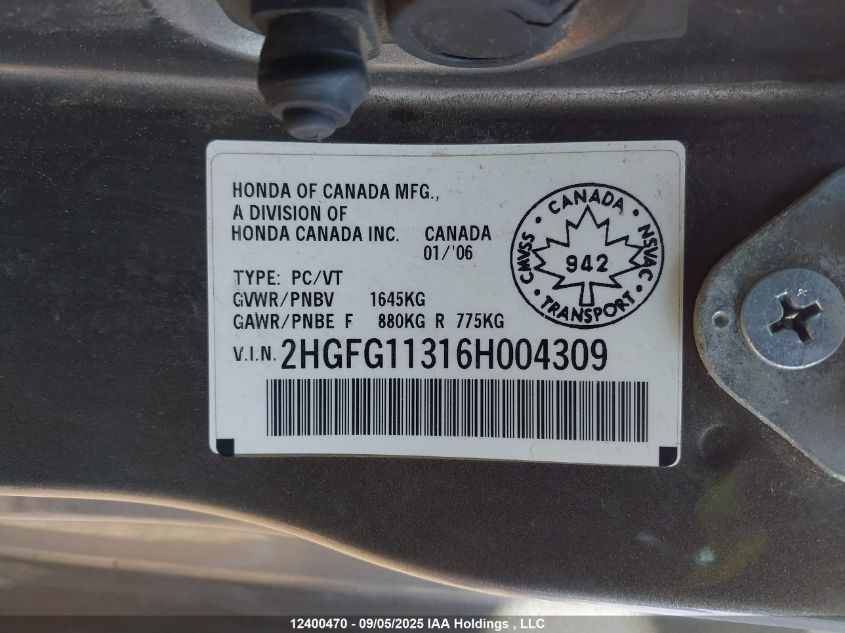 HONDA OF CANADA MFG.,
A DIVISION OF
HONDA CANADA INC. CANADA
01/'06
TYPE: PC/VT
GVWR/PNBV 1645KG
GAWR/PNBE F 880KG R 775KG
V.I.N. 2HGFG11316H004309
· CANADA ·
CMVSS
NSVAC
942
· TRANSPORT ·
12400470 - 09/05/2025 IAA Holdings , LLC